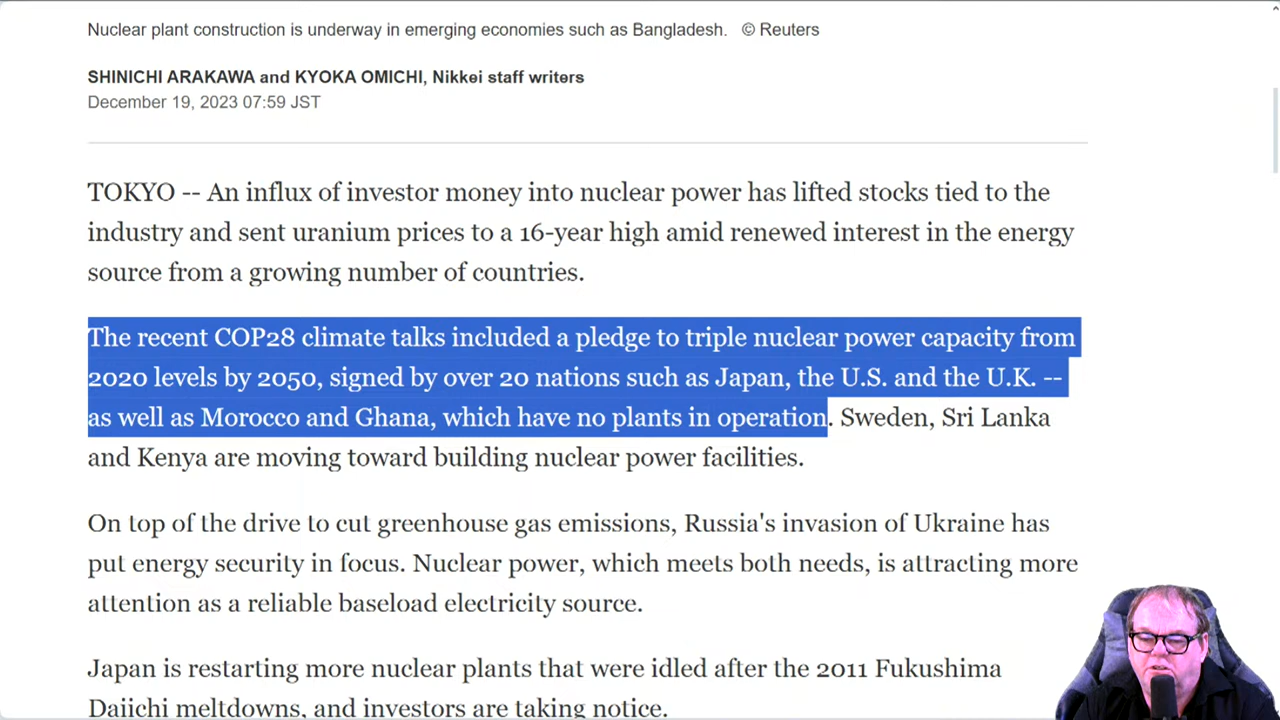 Nuclear plant construction is underway in emerging economies such as Bangladesh. © Reuters
SHINICHI ARAKAWA and KYOKA OMICHI, Nikkei staff writers
December 19, 2023 07:59 JST
TOKYO -- An influx of investor money into nuclear power has lifted stocks tied to the
industry and sent uranium prices to a 16-year high amid renewed interest in the energy
source from a growing number of countries.
The recent COP28 climate talks included a pledge to triple nuclear power capacity from
2020 levels by 2050, signed by over 20 nations such as Japan, the U.S. and the U.K. --
as well as Morocco and Ghana, which have no plants in operation. Sweden, Sri Lanka
and Kenya are moving toward building nuclear power facilities.
On top of the drive to cut greenhouse gas emissions, Russia's invasion of Ukraine has
put energy security in focus. Nuclear power, which meets both needs, is attracting more
attention as a reliable baseload electricity source.
Japan is restarting more nuclear plants that were idled after the 2011 Fukushima
Daiichi meltdowns, and investors are taking notice.